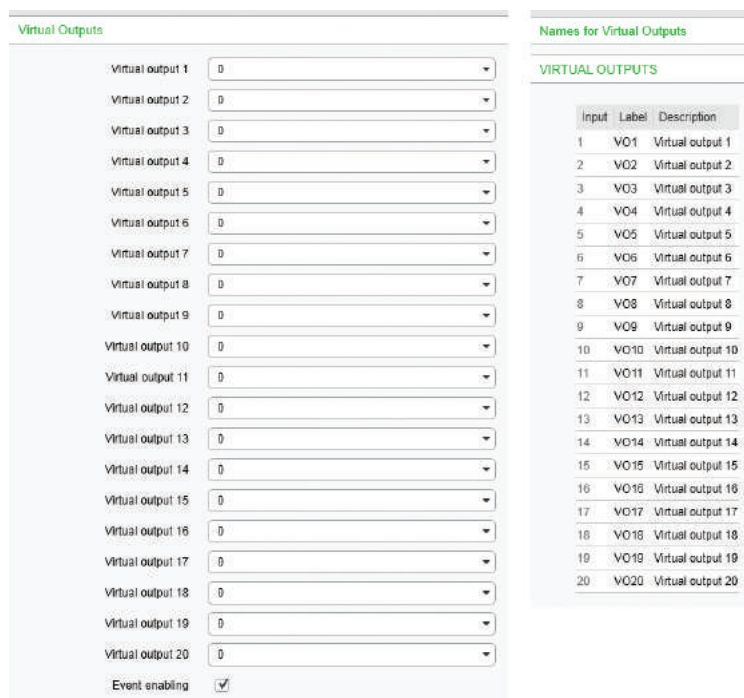 Virtual Outputs
Virtual output 1 0
Virtual output 2 0
Virtual output 3 0
Virtual output 4 0
Virtual output 5 0
Virtual output 6 0
Virtual output 7 0
Virtual output 8 0
Virtual output 9 0
Virtual output 10 0
Virtual output 11 0
Virtual output 12 0
Virtual output 13 0
Virtual output 14 0
Virtual output 15 0
Virtual output 16 0
Virtual output 17 0
Virtual output 18 0
Virtual output 19 0
Virtual output 20 0
Event enabling
Names for Virtual Outputs
VIRTUAL OUTPUTS
Input Label Description
1 VO1 Virtual output 1
2 VO2 Virtual output 2
3 VO3 Virtual output 3
4 VO4 Virtual output 4
5 VO5 Virtual output 5
6 VO6 Virtual output 6
7 VO7 Virtual output 7
8 VO8 Virtual output 8
9 VO9 Virtual output 9
10 VO10 Virtual output 10
11 VO11 Virtual output 11
12 VO12 Virtual output 12
13 VO13 Virtual output 13
14 VO14 Virtual output 14
15 VO15 Virtual output 15
16 VO16 Virtual output 16
17 VO17 Virtual output 17
18 VO18 Virtual output 18
19 VO19 Virtual output 19
20 VO20 Virtual output 20